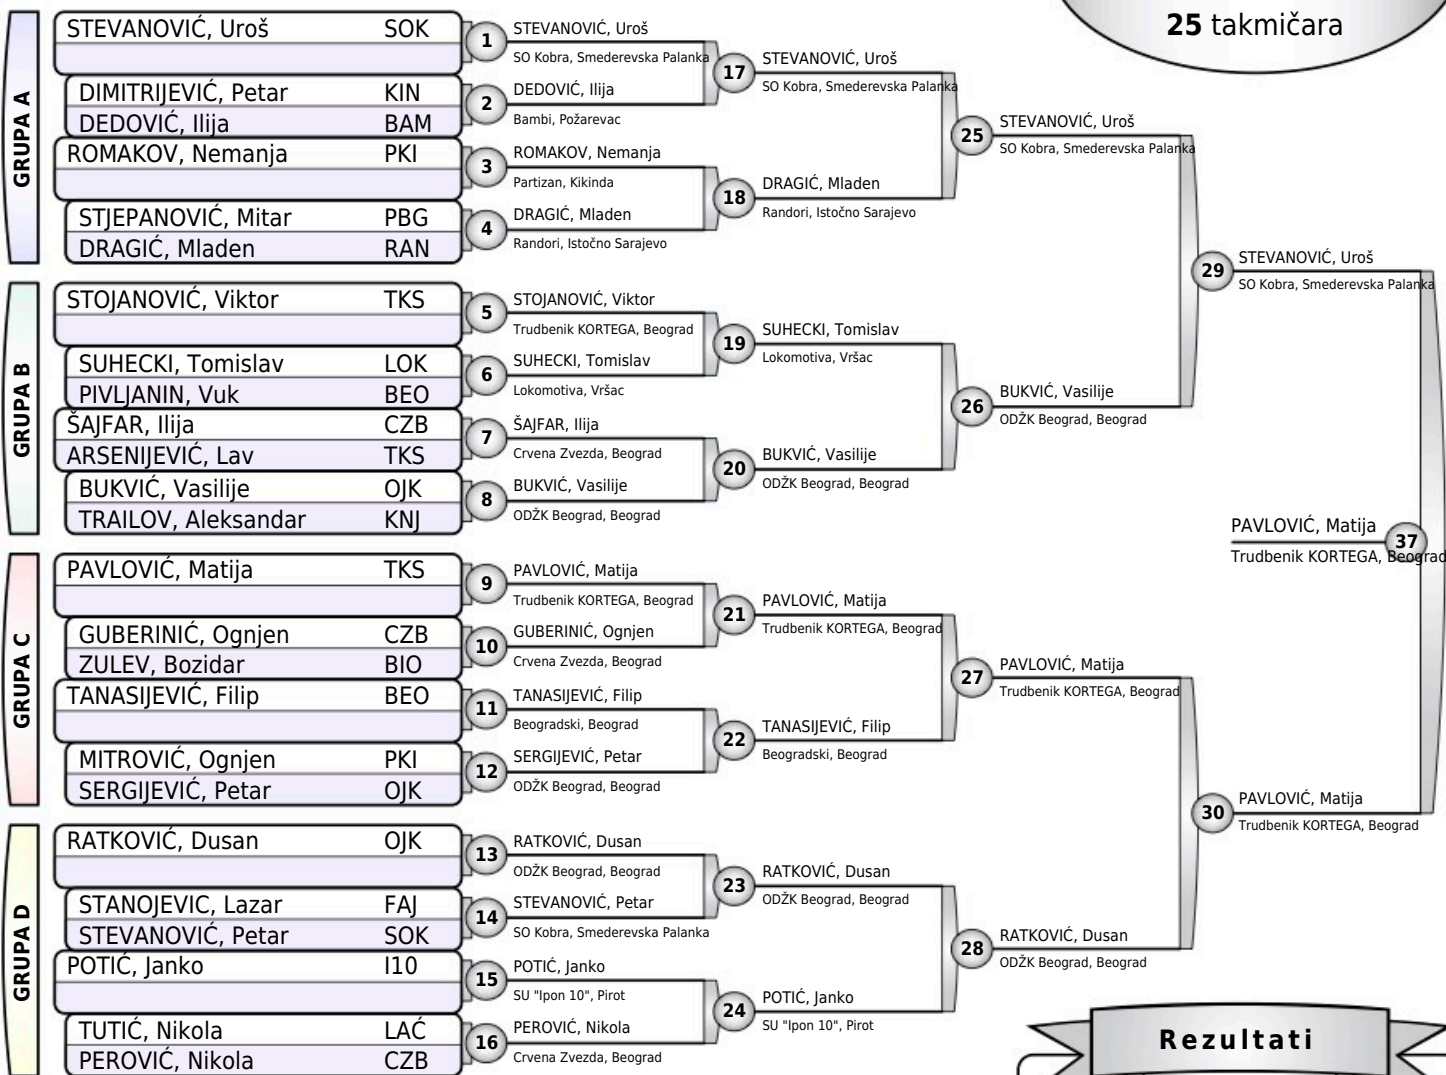 25 takmičara
GRUPA A
STEVANOVIĆ, Uroš SOK
DIMITRIJEVIĆ, Petar KIN
DEDOVIĆ, Ilija BAM
ROMAKOV, Nemanja PKI
STJEPANOVIĆ, Mitar PBG
DRAGIĆ, Mladen RAN
GRUPA B
STOJANOVIĆ, Viktor TKS
SUHECKI, Tomislav LOK
PIVLJANIN, Vuk BEO
ŠAJFAR, Ilija CZB
ARSENIJEVIĆ, Lav TKS
BUKVIĆ, Vasilije OJK
TRAILOV, Aleksandar KNJ
GRUPA C
PAVLOVIĆ, Matija TKS
GUBERINIĆ, Ognjen CZB
ZULEV, Bozidar BIO
TANASIJEVIĆ, Filip BEO
MITROVIĆ, Ognjen PKI
SERGIJEVIĆ, Petar OJK
GRUPA D
RATKOVIĆ, Dusan OJK
STANOJEVIC, Lazar FAJ
STEVANOVIĆ, Petar SOK
POTIĆ, Janko I10
TUTIĆ, Nikola LAĆ
PEROVIĆ, Nikola CZB
1 STEVANOVIĆ, Uroš
SO Kobra, Smederevska Palanka
2 DEDOVIĆ, Ilija
Bambi, Požarevac
3 ROMAKOV, Nemanja
Partizan, Kikinda
4 DRAGIĆ, Mladen
Randori, Istočno Sarajevo
5 STOJANOVIĆ, Viktor
Trudbenik KORTEGA, Beograd
6 SUHECKI, Tomislav
Lokomotiva, Vršac
7 ŠAJFAR, Ilija
Crvena Zvezda, Beograd
8 BUKVIĆ, Vasilije
ODŽK Beograd, Beograd
9 PAVLOVIĆ, Matija
Trudbenik KORTEGA, Beograd
10 GUBERINIĆ, Ognjen
Crvena Zvezda, Beograd
11 TANASIJEVIĆ, Filip
Beogradski, Beograd
12 SERGIJEVIĆ, Petar
ODŽK Beograd, Beograd
13 RATKOVIĆ, Dusan
ODŽK Beograd, Beograd
14 STEVANOVIĆ, Petar
SO Kobra, Smederevska Palanka
15 POTIĆ, Janko
SU "Ipon 10", Pirot
16 PEROVIĆ, Nikola
Crvena Zvezda, Beograd
17 STEVANOVIĆ, Uroš
SO Kobra, Smederevska Palanka
18 DRAGIĆ, Mladen
Randori, Istočno Sarajevo
19 SUHECKI, Tomislav
Lokomotiva, Vršac
20 BUKVIĆ, Vasilije
ODŽK Beograd, Beograd
21 PAVLOVIĆ, Matija
Trudbenik KORTEGA, Beograd
22 TANASIJEVIĆ, Filip
Beogradski, Beograd
23 RATKOVIĆ, Dusan
ODŽK Beograd, Beograd
24 POTIĆ, Janko
SU "Ipon 10", Pirot
25 STEVANOVIĆ, Uroš
SO Kobra, Smederevska Palanka
26 BUKVIĆ, Vasilije
ODŽK Beograd, Beograd
27 PAVLOVIĆ, Matija
Trudbenik KORTEGA, Beograd
28 RATKOVIĆ, Dusan
ODŽK Beograd, Beograd
29 STEVANOVIĆ, Uroš
SO Kobra, Smederevska Palanka
30 PAVLOVIĆ, Matija
Trudbenik KORTEGA, Beograd
PAVLOVIĆ, Matija 37
Trudbenik KORTEGA, Beograd
Rezultati